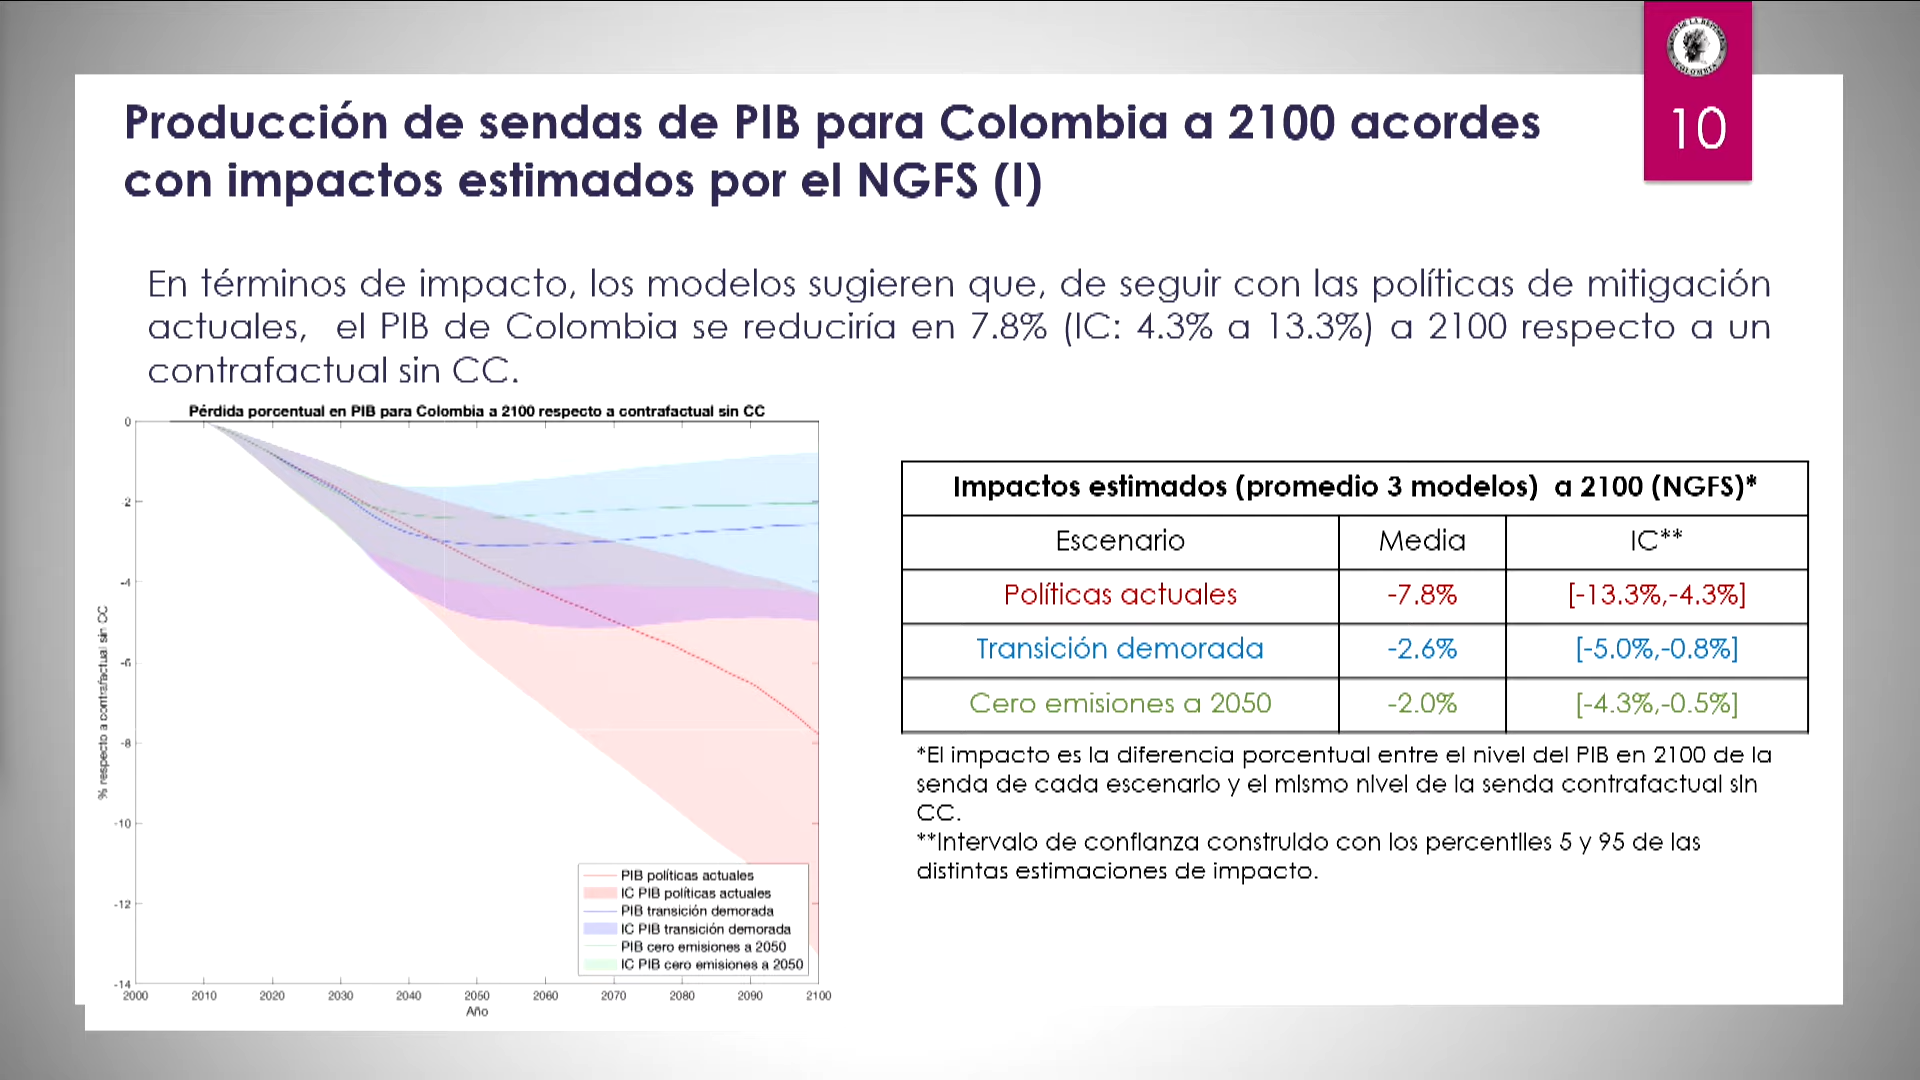 10
Producción de sendas de PIB para Colombia a 2100 acordes
con impactos estimados por el NGFS (I)
En términos de impacto, los modelos sugieren que, de seguir con las políticas de mitigación
actuales, el PIB de Colombia se reduciría en 7.8% (IC: 4.3% a 13.3%) a 2100 respecto a un
contrafactual sin CC.
Pérdida porcentual en PIB para Colombia a 2100 respecto a contrafactual sin CC
% respecto a contrafactual sin CC
0
-2
-4
-6
-8
-10
-12
-14
PIB políticas actuales
IC PIB políticas actuales
PIB transición demorada
IC PIB transición demorada
PIB cero emisiones a 2050
IC PIB cero emisiones a 2050
2000 2010 2020 2030 2040 2050 2060 2070 2080 2090 2100
Año
Impactos estimados (promedio 3 modelos) a 2100 (NGFS)*
Escenario Media IC**
Políticas actuales -7.8% [-13.3%,-4.3%]
Transición demorada -2.6% [-5.0%,-0.8%]
Cero emisiones a 2050 -2.0% [-4.3%,-0.5%]
*El impacto es la diferencia porcentual entre el nivel del PIB en 2100 de la
senda de cada escenario y el mismo nivel de la senda contrafactual sin
CC.
**Intervalo de confianza construido con los percentiles 5 y 95 de las
distintas estimaciones de impacto.